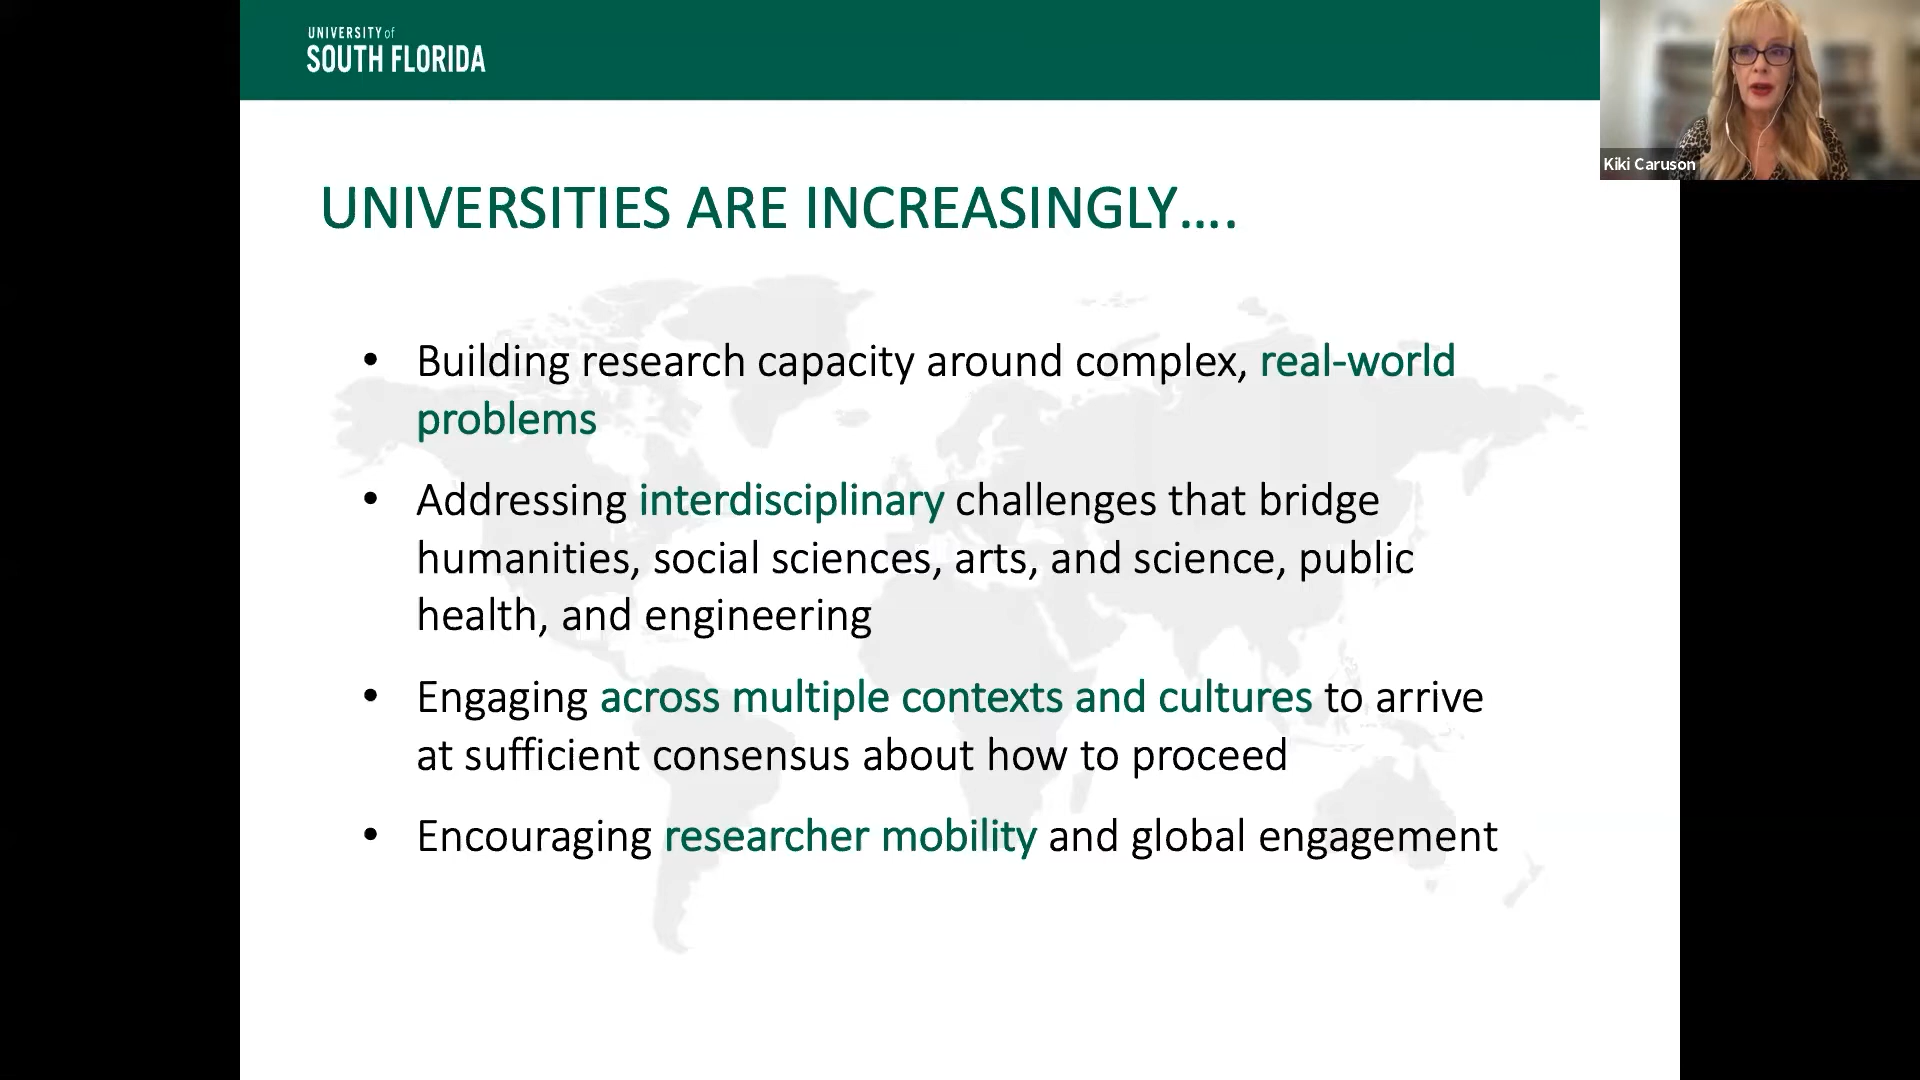 UNIVERSITY of
SOUTH FLORIDA
Kiki Caruson
UNIVERSITIES ARE INCREASINGLY....
• Building research capacity around complex, real-world
problems
• Addressing interdisciplinary challenges that bridge
humanities, social sciences, arts, and science, public
health, and engineering
• Engaging across multiple contexts and cultures to arrive
at sufficient consensus about how to proceed
• Encouraging researcher mobility and global engagement